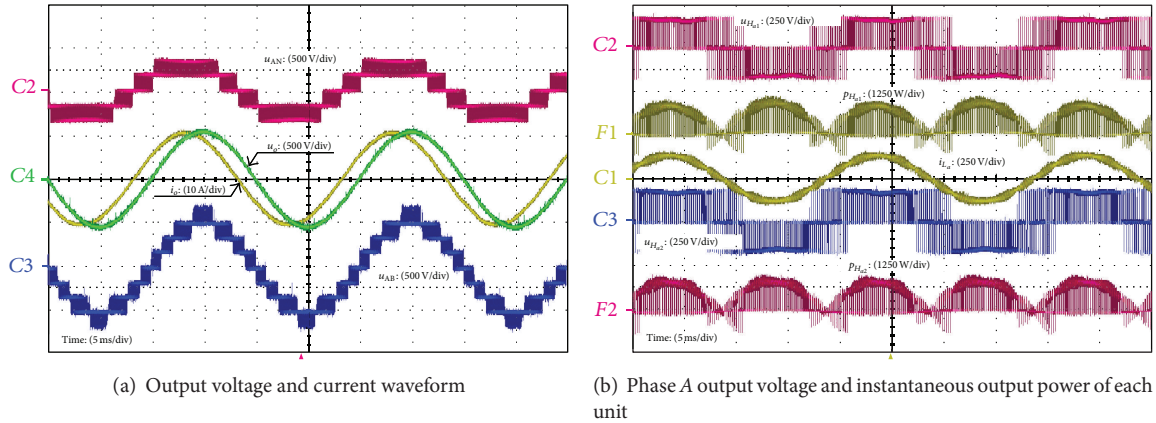 u_AN: (500 V/div)
C2
u_o: (500 V/div)
C4
i_o: (10 A/div)
C3
u_AB: (500 V/div)
Time: (5 ms/div)
(a) Output voltage and current waveform
u_Ha1: (250 V/div)
C2
p_Ha1: (1250 W/div)
F1
i_La: (250 V/div)
C1
C3
u_Ha2: (250 V/div)
p_Ha2: (1250 W/div)
F2
Time: (5 ms/div)
(b) Phase A output voltage and instantaneous output power of each
unit